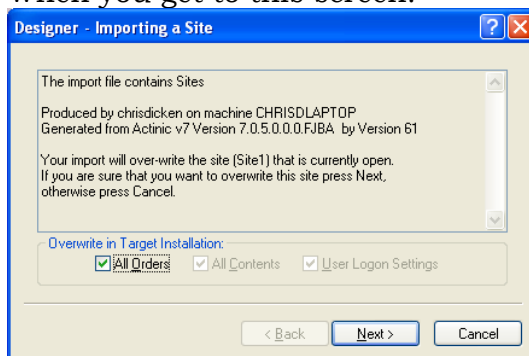 when you get to this screen.
Designer - Importing a Site
The import file contains Sites
Produced by chrisdicken on machine CHRISDLAPTOP
Generated from Actinic v7 Version 7.0.5.0.0.0.FJBA by Version 61
Your import will over-write the site (Site1) that is currently open.
If you are sure that you want to overwrite this site press Next,
otherwise press Cancel.
Overwrite in Target Installation:
All Orders All Contents User Logon Settings
< Back Next > Cancel